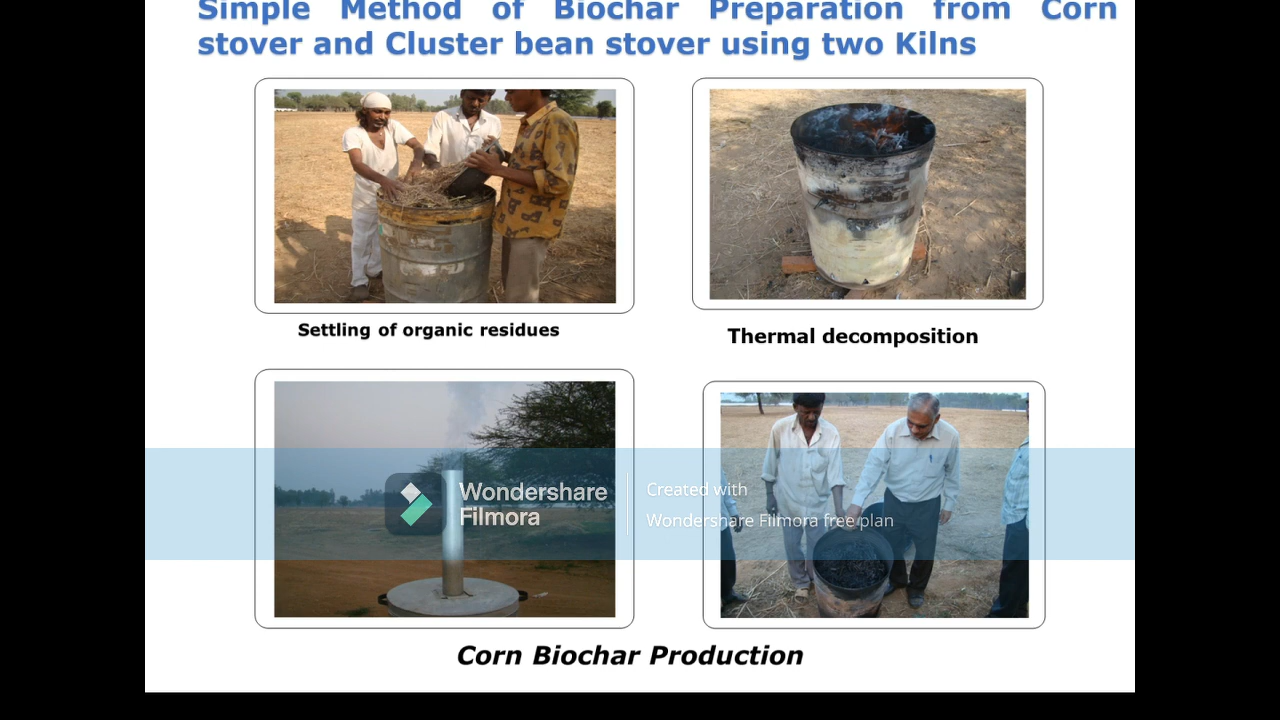 Simple Method of Biochar Preparation from Corn
stover and Cluster bean stover using two Kilns
Settling of organic residues
Thermal decomposition
Wondershare
Filmora
Created with
Wondershare Filmora free plan
Corn Biochar Production